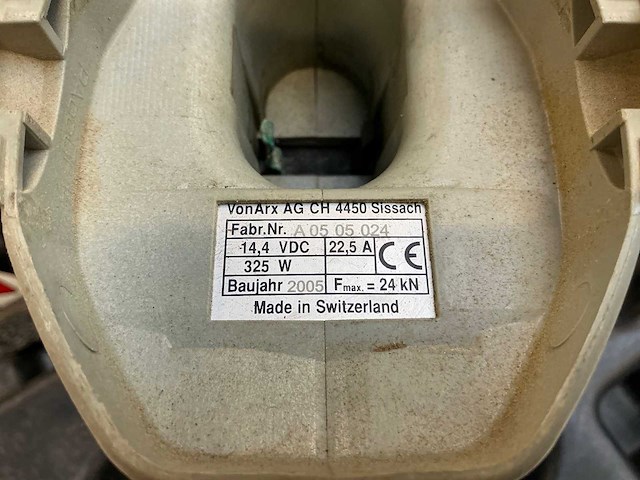 VonArx AG CH 4450 Sissach
Fabr.Nr. A 05 05 024
14,4 VDC 22,5 A CE
325 W
Baujahr 2005 Fmax. = 24 kN
Made in Switzerland